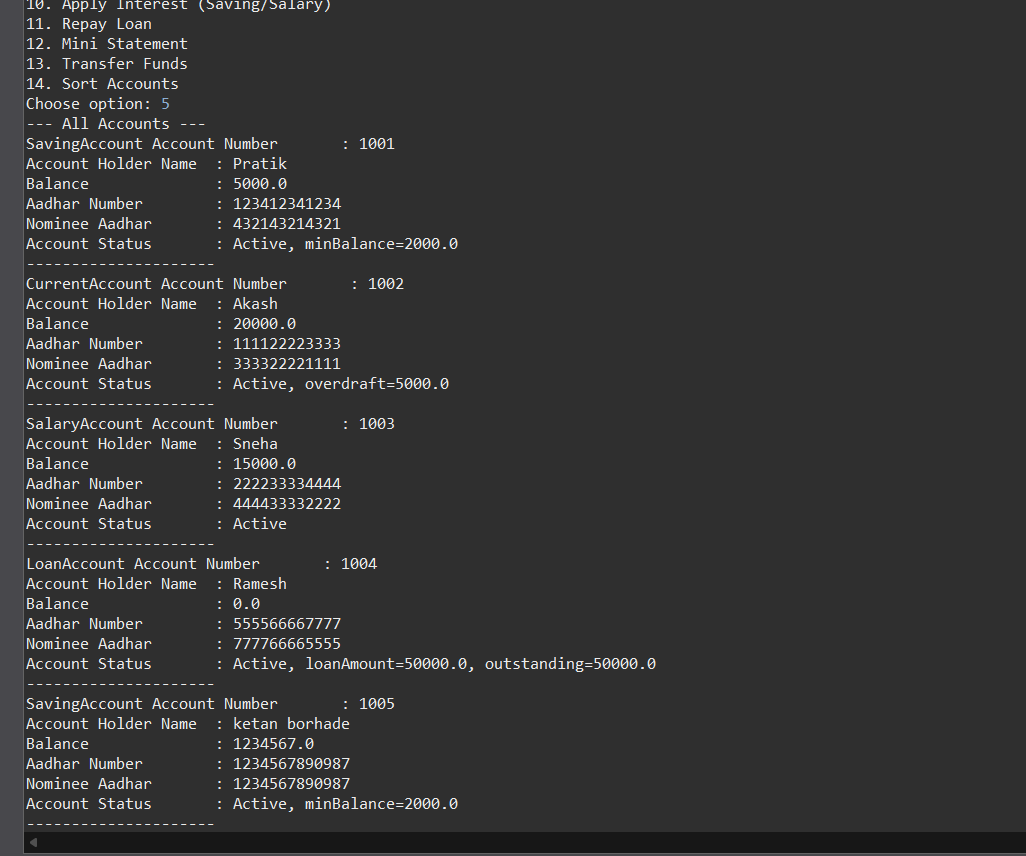 10. Apply Interest (Saving/Salary)
11. Repay Loan
12. Mini Statement
13. Transfer Funds
14. Sort Accounts
Choose option: 5
--- All Accounts ---
SavingAccount Account Number       : 1001
Account Holder Name  : Pratik
Balance              : 5000.0
Aadhar Number        : 123412341234
Nominee Aadhar       : 432143214321
Account Status       : Active, minBalance=2000.0
---------------------
CurrentAccount Account Number       : 1002
Account Holder Name  : Akash
Balance              : 20000.0
Aadhar Number        : 111122223333
Nominee Aadhar       : 333322221111
Account Status       : Active, overdraft=5000.0
---------------------
SalaryAccount Account Number       : 1003
Account Holder Name  : Sneha
Balance              : 15000.0
Aadhar Number        : 222233334444
Nominee Aadhar       : 444433332222
Account Status       : Active
---------------------
LoanAccount Account Number       : 1004
Account Holder Name  : Ramesh
Balance              : 0.0
Aadhar Number        : 555566667777
Nominee Aadhar       : 777766665555
Account Status       : Active, loanAmount=50000.0, outstanding=50000.0
---------------------
SavingAccount Account Number       : 1005
Account Holder Name  : ketan borhade
Balance              : 1234567.0
Aadhar Number        : 1234567890987
Nominee Aadhar       : 1234567890987
Account Status       : Active, minBalance=2000.0
---------------------